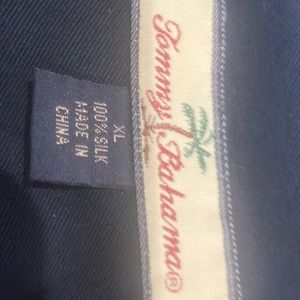 Tommy Bahama®
XL
100% SILK
MADE IN
CHINA